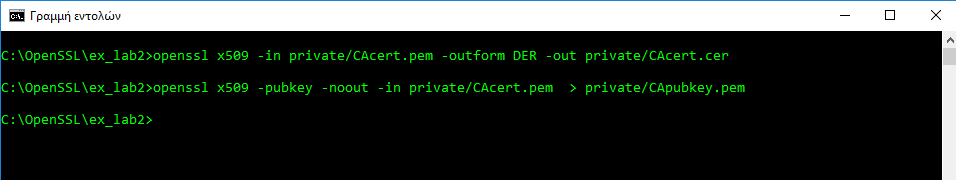 Γραμμή εντολών
C:\OpenSSL\ex_lab2>openssl x509 -in private/CAcert.pem -outform DER -out private/CAcert.cer
C:\OpenSSL\ex_lab2>openssl x509 -pubkey -noout -in private/CAcert.pem  > private/CApubkey.pem
C:\OpenSSL\ex_lab2>